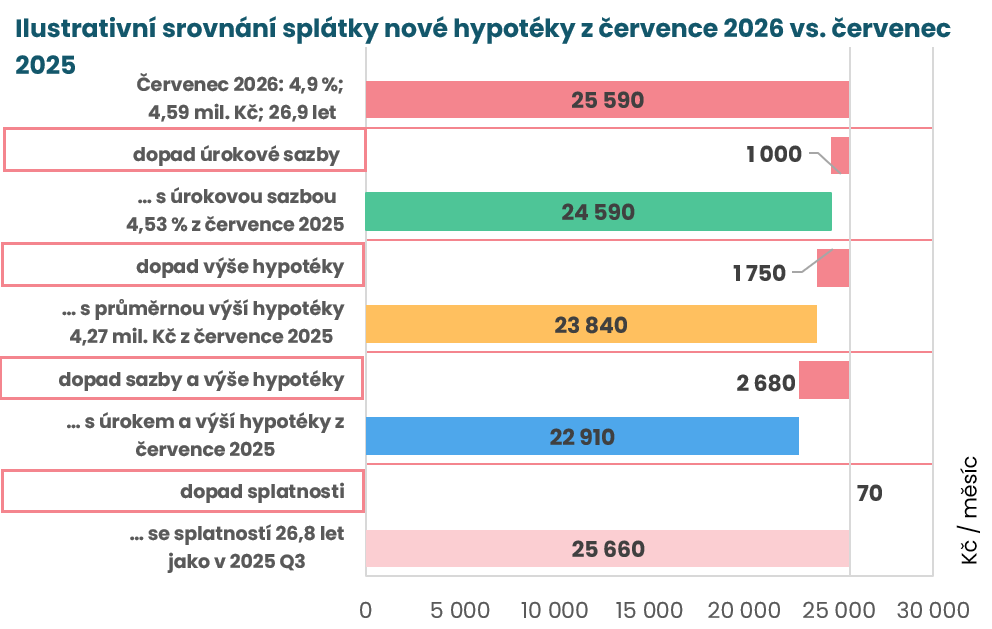 Ilustrativní srovnání splátky nové hypotéky z července 2026 vs. červenec
2025
Červenec 2026: 4,9 %;
4,59 mil. Kč; 26,9 let
25 590
dopad úrokové sazby
1 000
... s úrokovou sazbou
4,53 % z července 2025
24 590
dopad výše hypotéky
1 750
... s průměrnou výší hypotéky
4,27 mil. Kč z července 2025
23 840
dopad sazby a výše hypotéky
2 680
... s úrokem a výší hypotéky z
července 2025
22 910
dopad splatnosti
70
... se splatností 26,8 let
jako v 2025 Q3
25 660
Kč / měsíc
0
5 000
10 000
15 000
20 000
25 000
30 000